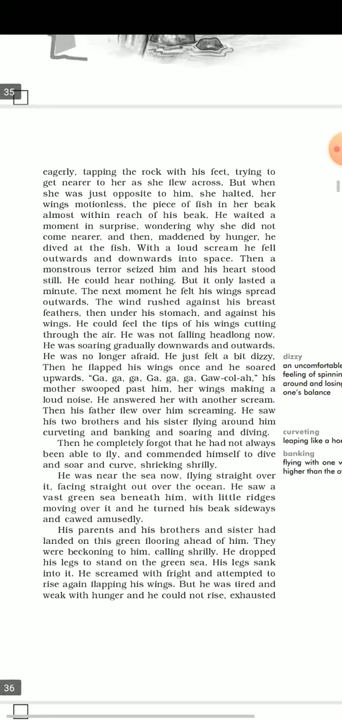 35
eagerly, tapping the rock with his feet, trying to
get nearer to her as she flew across. But when
she was just opposite to him, she halted, her
wings motionless, the piece of fish in her beak
almost within reach of his beak. He waited a
moment in surprise, wondering why she did not
come nearer, and then, maddened by hunger, he
dived at the fish. With a loud scream he fell
outwards and downwards into space. Then a
monstrous terror seized him and his heart stood
still. He could hear nothing. But it only lasted a
minute. The next moment he felt his wings spread
outwards. The wind rushed against his breast
feathers, then under his stomach, and against his
wings. He could feel the tips of his wings cutting
through the air. He was not falling headlong now.
He was soaring gradually downwards and outwards.
He was no longer afraid. He just felt a bit dizzy.
Then he flapped his wings once and he soared
upwards. “Ga, ga, ga, Ga, ga, ga, Gaw-col-ah,” his
mother swooped past him, her wings making a
loud noise. He answered her with another scream.
Then his father flew over him screaming. He saw
his two brothers and his sister flying around him
curveting and banking and soaring and diving.
Then he completely forgot that he had not always
been able to fly, and commended himself to dive
and soar and curve, shrieking shrilly.
He was near the sea now, flying straight over
it, facing straight out over the ocean. He saw a
vast green sea beneath him, with little ridges
moving over it and he turned his beak sideways
and cawed amusedly.
His parents and his brothers and sister had
landed on this green flooring ahead of him. They
were beckoning to him, calling shrilly. He dropped
his legs to stand on the green sea. His legs sank
into it. He screamed with fright and attempted to
rise again flapping his wings. But he was tired and
weak with hunger and he could not rise, exhausted
dizzy
an uncomfortable
feeling of spinnin
around and losing
one's balance
curveting
leaping like a ho
banking
flying with one w
higher than the o
36